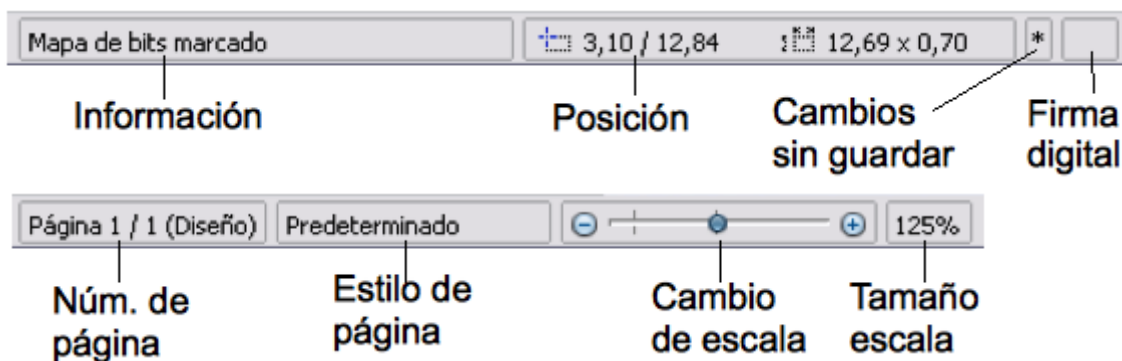 Mapa de bits marcado 3,10 / 12,84 12,69 x 0,70 *
Información Posición Cambios sin guardar Firma digital
Página 1 / 1 (Diseño) Predeterminado 125%
Núm. de página Estilo de página Cambio de escala Tamaño escala